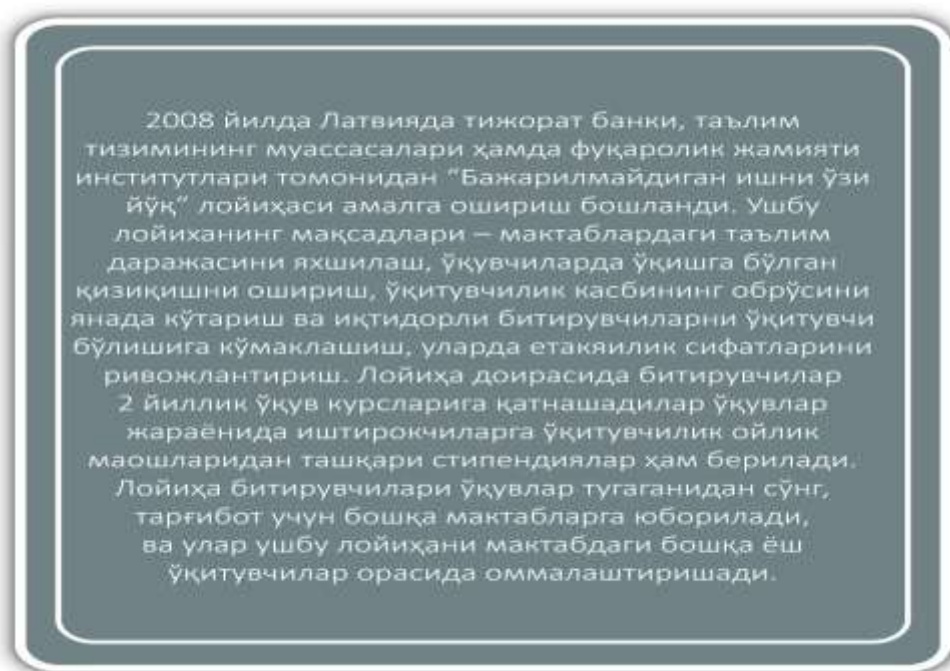 2008 йилда Латвияда тижорат банки, таълим
тизимининг муассасалари ҳамда фуқаролик жамияти
институтлари томонидан “Бажарилмайдиган ишни ўзи
йўқ” лойиҳаси амалга ошириш бошланди. Ушбу
лойиханинг мақсадлари – мактаблардаги таълим
даражасини яхшилаш, ўқувчиларда ўқишга бўлган
қизиқишни ошириш, ўқитувчилик касбининг обрўсини
янада кўтариш ва иқтидорли битирувчиларни ўқитувчи
бўлишига кўмаклашиш, уларда етакяилик сифатларини
ривожлантириш. Лойиҳа доирасида битирувчилар
2 йиллик ўқув курсларига қатнашадилар ўқувлар
жараёнида иштирокчиларга ўқитувчилик ойлик
маошларидан ташқари стипендиялар ҳам берилади.
Лойиҳа битирувчилари ўқувлар тугаганидан сўнг,
тарғибот учун бошқа мактабларга юборилади,
ва улар ушбу лойиҳани мактабдаги бошқа ёш
ўқитувчилар орасида оммалаштиришади.